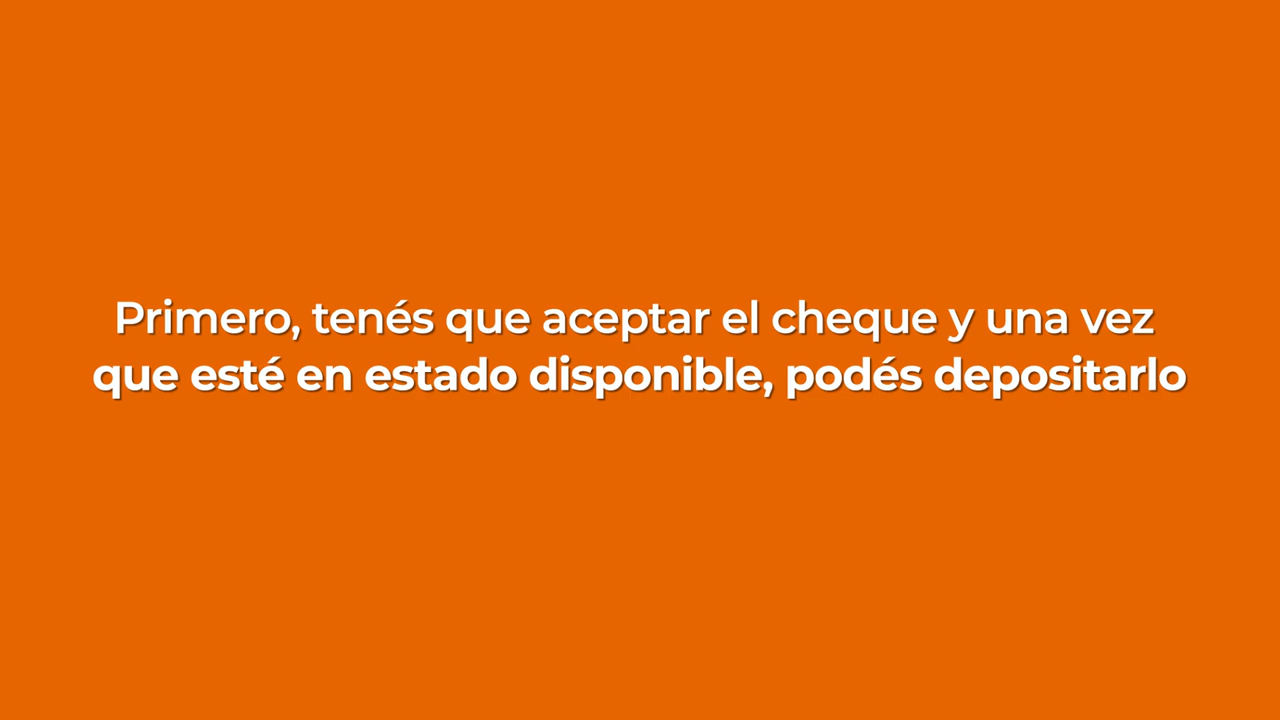 Primero, tenés que aceptar el cheque y una vez
que esté en estado disponible, podés depositarlo